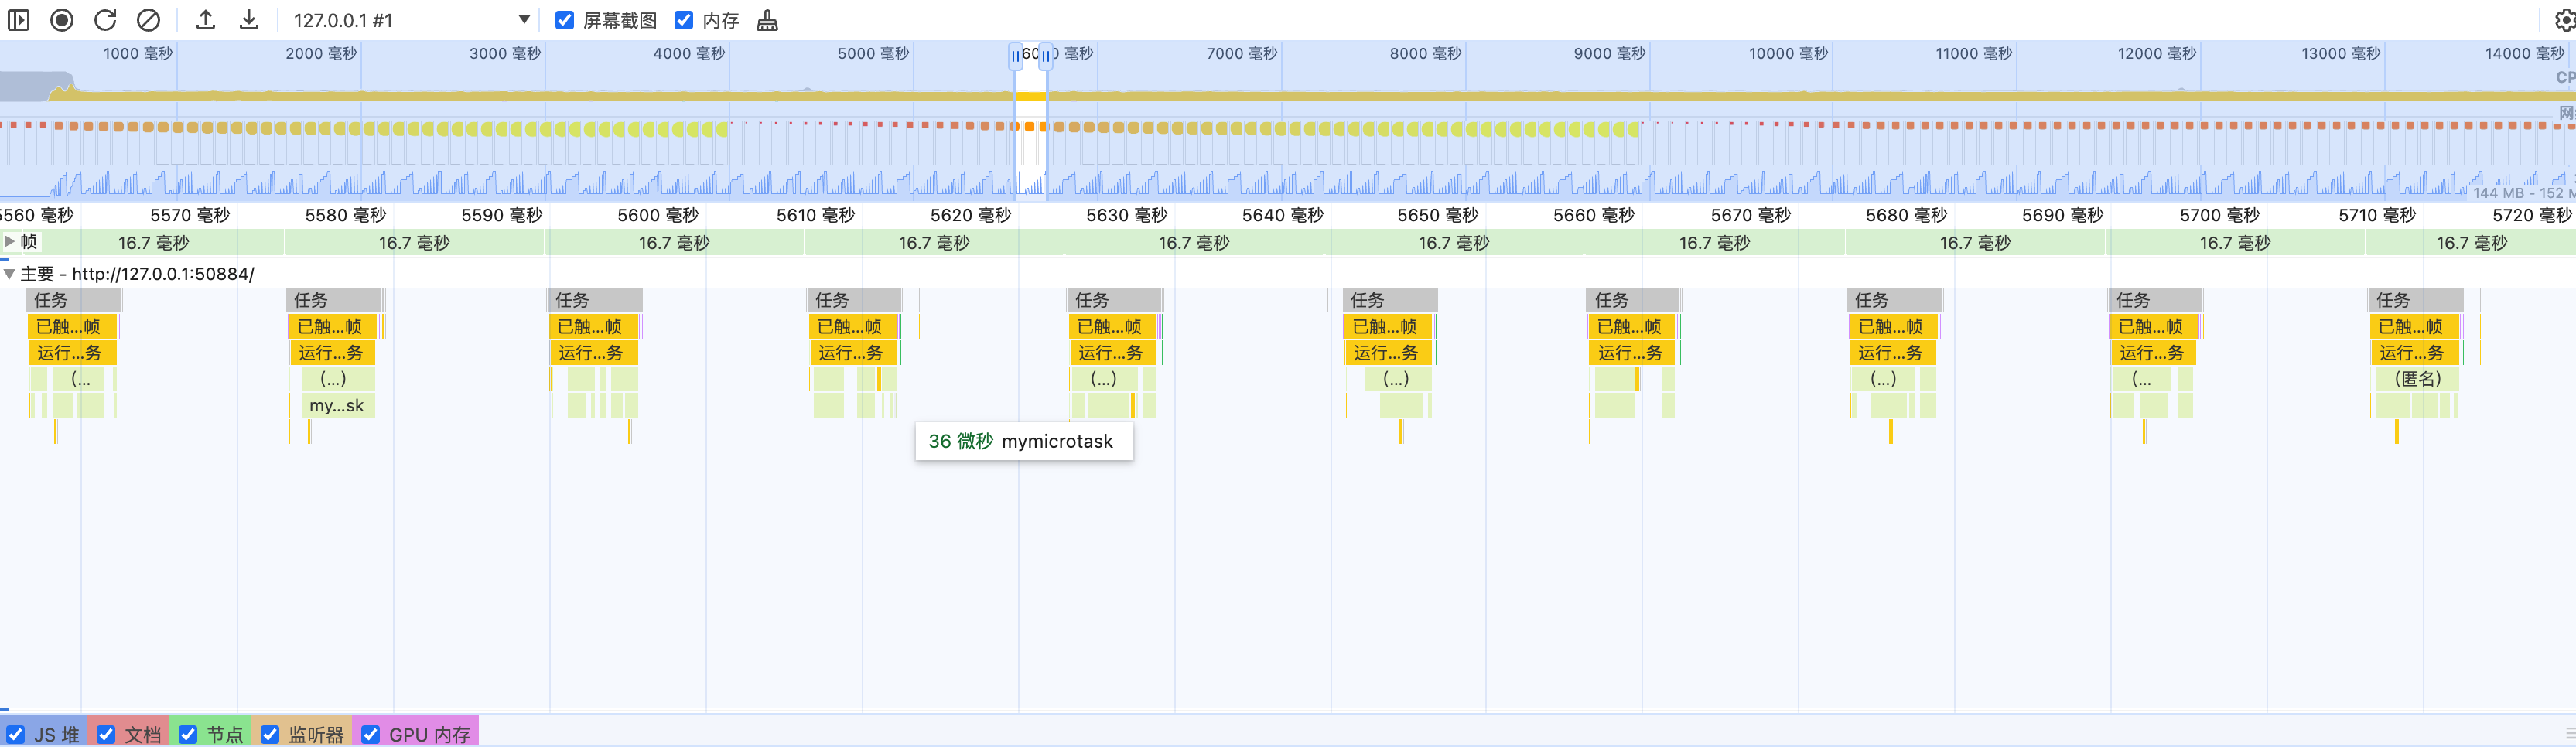 127.0.0.1 #1 屏幕截图 内存
1000 毫秒 2000 毫秒 3000 毫秒 4000 毫秒 5000 毫秒 毫秒 7000 毫秒 8000 毫秒 9000 毫秒 10000 毫秒 11000 毫秒 12000 毫秒 13000 毫秒 14000 毫秒
CP
网
144 MB - 152 M
5560 毫秒 5570 毫秒 5580 毫秒 5590 毫秒 5600 毫秒 5610 毫秒 5620 毫秒 5630 毫秒 5640 毫秒 5650 毫秒 5660 毫秒 5670 毫秒 5680 毫秒 5690 毫秒 5700 毫秒 5710 毫秒 5720 毫秒
帧 16.7 毫秒 16.7 毫秒 16.7 毫秒 16.7 毫秒 16.7 毫秒 16.7 毫秒 16.7 毫秒 16.7 毫秒 16.7 毫秒 16.7 毫秒
主要 - http://127.0.0.1:50884/
任务 任务 任务 任务 任务 任务 任务 任务 任务 任务
已触...帧 已触...帧 已触...帧 已触...帧 已触...帧 已触...帧 已触...帧 已触...帧 已触...帧 已触...帧
运行...务 运行...务 运行...务 运行...务 运行...务 运行...务 运行...务 运行...务 运行...务 运行...务
(... (...) (...) (...) (...) (... (匿名)
my...sk
36 微秒 mymicrotask
JS 堆 文档 节点 监听器 GPU 内存